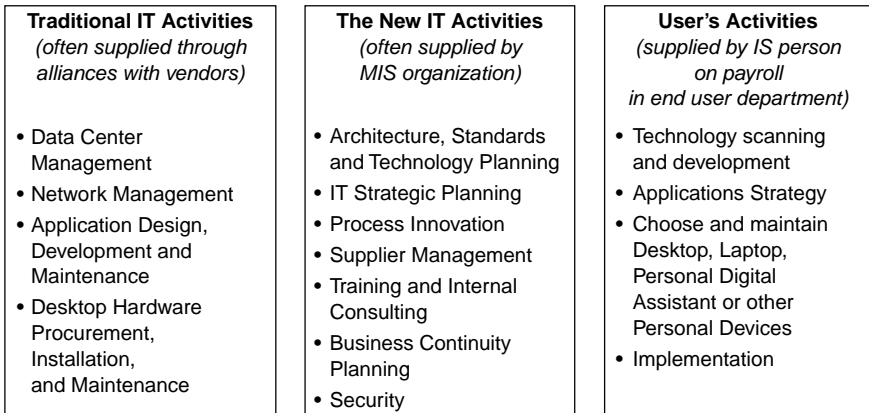 Traditional IT Activities
(often supplied through
alliances with vendors)
• Data Center
Management
• Network Management
• Application Design,
Development and
Maintenance
• Desktop Hardware
Procurement,
Installation,
and Maintenance
The New IT Activities
(often supplied by
MIS organization)
• Architecture, Standards
and Technology Planning
• IT Strategic Planning
• Process Innovation
• Supplier Management
• Training and Internal
Consulting
• Business Continuity
Planning
• Security
User's Activities
(supplied by IS person
on payroll
in end user department)
• Technology scanning
and development
• Applications Strategy
• Choose and maintain
Desktop, Laptop,
Personal Digital
Assistant or other
Personal Devices
• Implementation